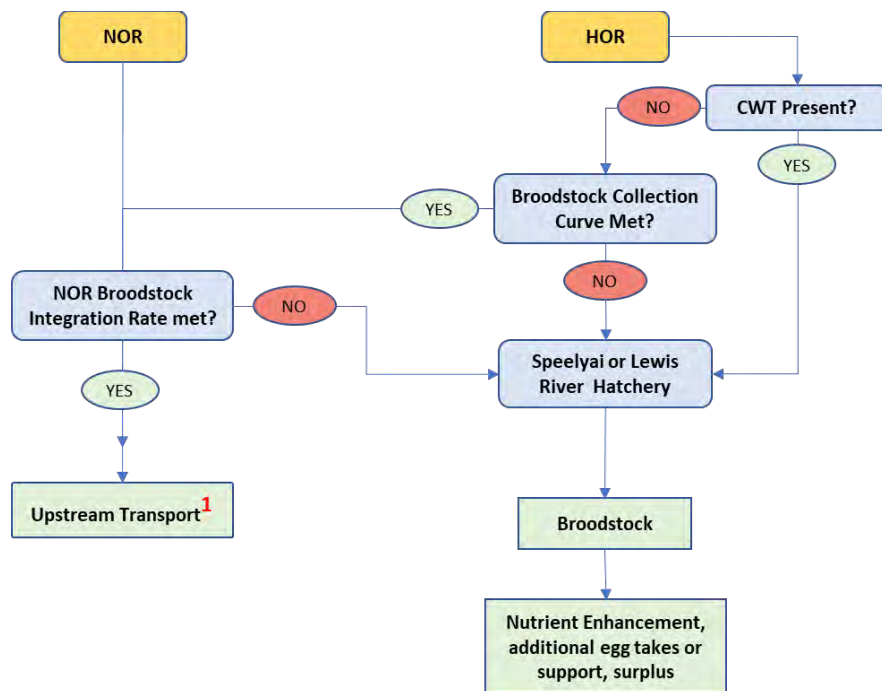 NOR
HOR
CWT Present?
NO
YES
Broodstock Collection
Curve Met?
YES
NO
NOR Broodstock
Integration Rate met?
NO
YES
Speelyai or Lewis
River Hatchery
Upstream Transport1
Broodstock
Nutrient Enhancement,
additional egg takes or
support, surplus